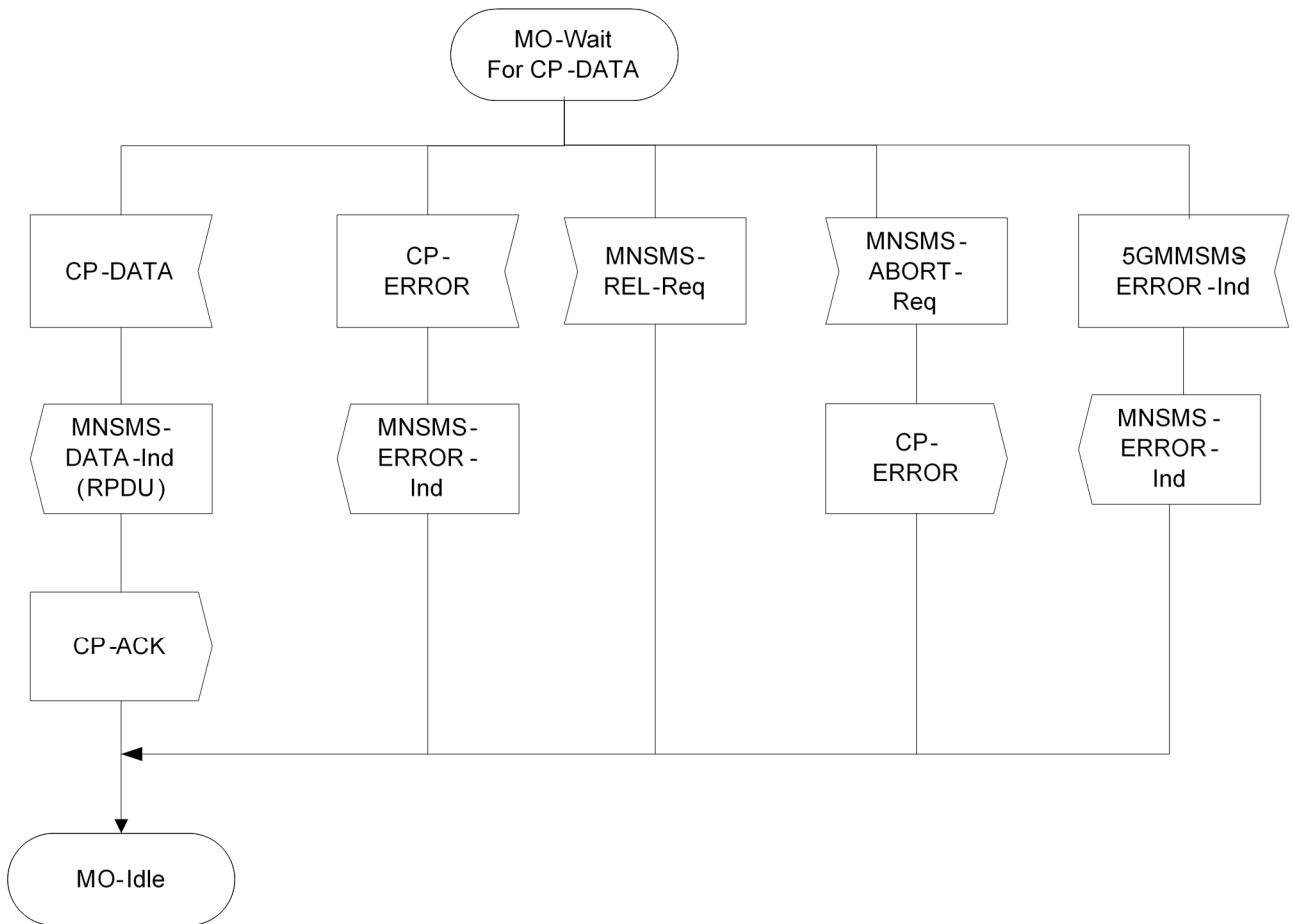 MO-Wait
For CP-DATA
CP-DATA
CP-
ERROR
MNSMS-
REL-Req
MNSMS-
ABORT-
Req
5GMMSMS-
ERROR-Ind
MNSMS-
DATA-Ind
(RPDU)
MNSMS-
ERROR-
Ind
CP-
ERROR
MNSMS-
ERROR-
Ind
CP-ACK
MO-Idle